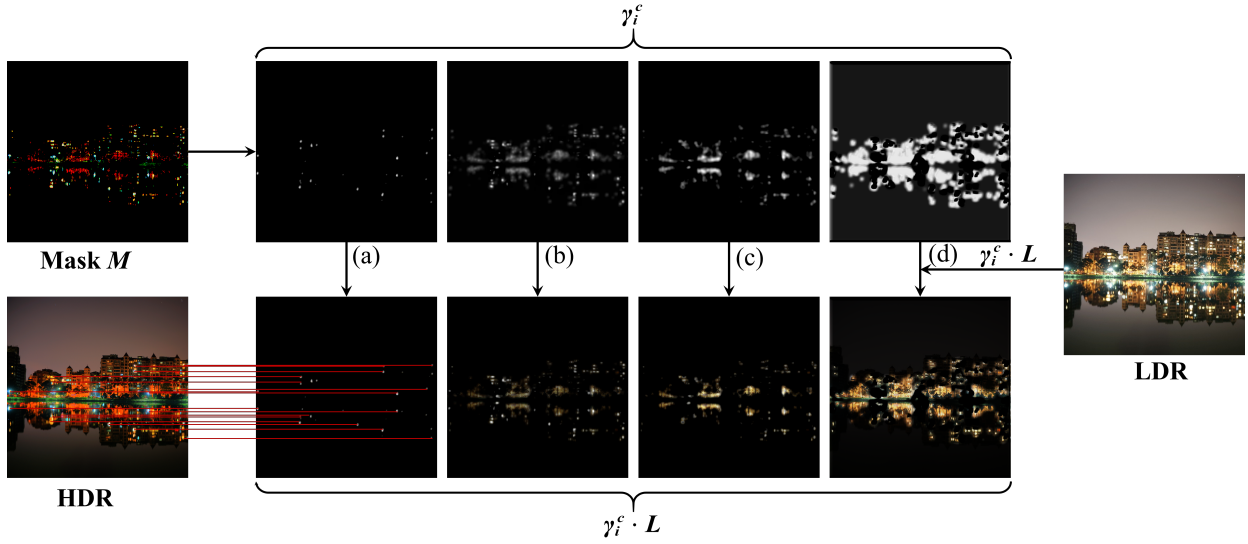 γ_i^c
Mask M
(a)
(b)
(c)
(d)
γ_i^c · L
LDR
HDR
γ_i^c · L